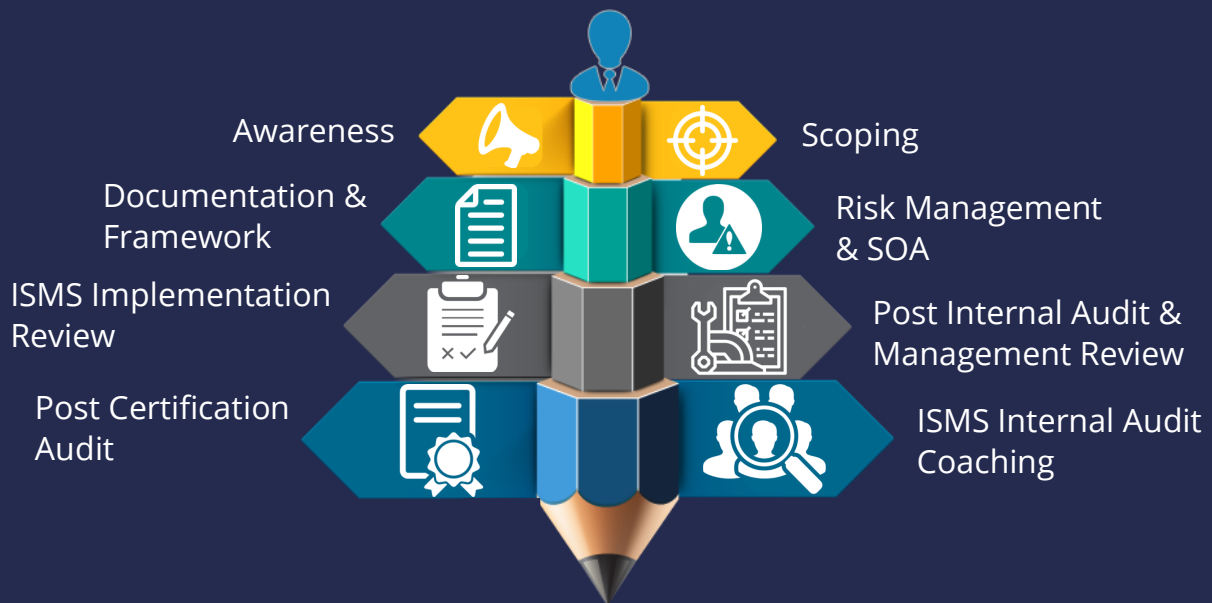 Awareness
Scoping
Documentation &
Framework
Risk Management
& SOA
ISMS Implementation
Review
Post Internal Audit &
Management Review
Post Certification
Audit
ISMS Internal Audit
Coaching